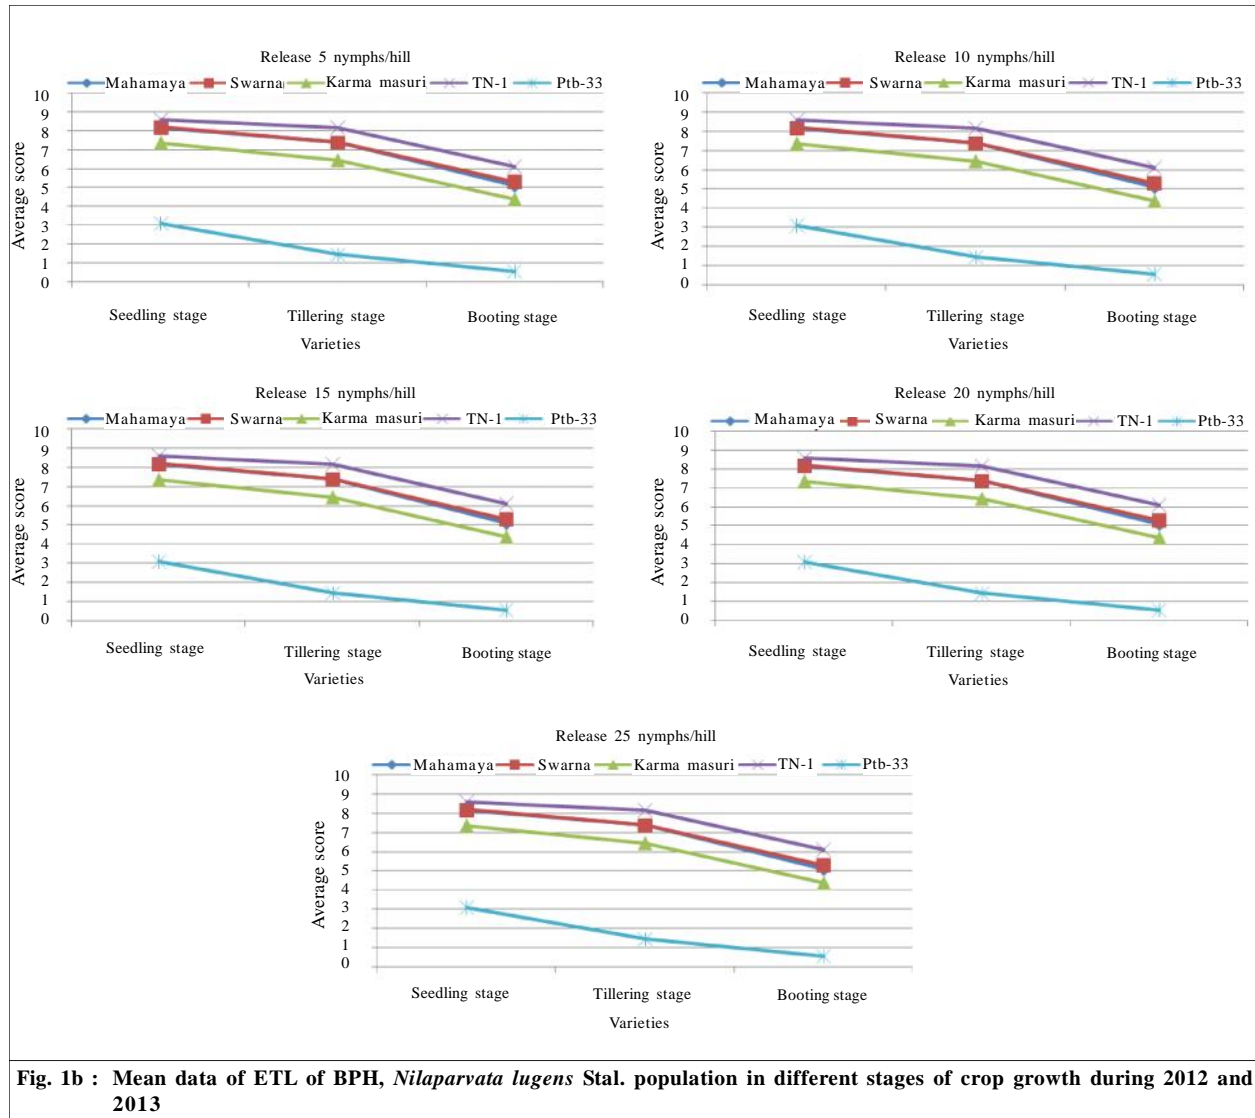 Release 5 nymphs/hill
Mahamaya Swarna Karma masuri TN-1 Ptb-33
10
9
8
7
6
5
4
3
2
1
0
Average score
Seedling stage Tillering stage Booting stage
Varieties
Release 10 nymphs/hill
Mahamaya Swarna Karma masuri TN-1 Ptb-33
10
9
8
7
6
5
4
3
2
1
0
Average score
Seedling stage Tillering stage Booting stage
Varieties
Release 15 nymphs/hill
Mahamaya Swarna Karma masuri TN-1 Ptb-33
10
9
8
7
6
5
4
3
2
1
0
Average score
Seedling stage Tillering stage Booting stage
Varieties
Release 20 nymphs/hill
Mahamaya Swarna Karma masuri TN-1 Ptb-33
10
9
8
7
6
5
4
3
2
1
0
Average score
Seedling stage Tillering stage Booting stage
Varieties
Release 25 nymphs/hill
Mahamaya Swarna Karma masuri TN-1 Ptb-33
10
9
8
7
6
5
4
3
2
1
0
Average score
Seedling stage Tillering stage Booting stage
Varieties
Fig. 1b : Mean data of ETL of BPH, Nilaparvata lugens Stal. population in different stages of crop growth during 2012 and
2013